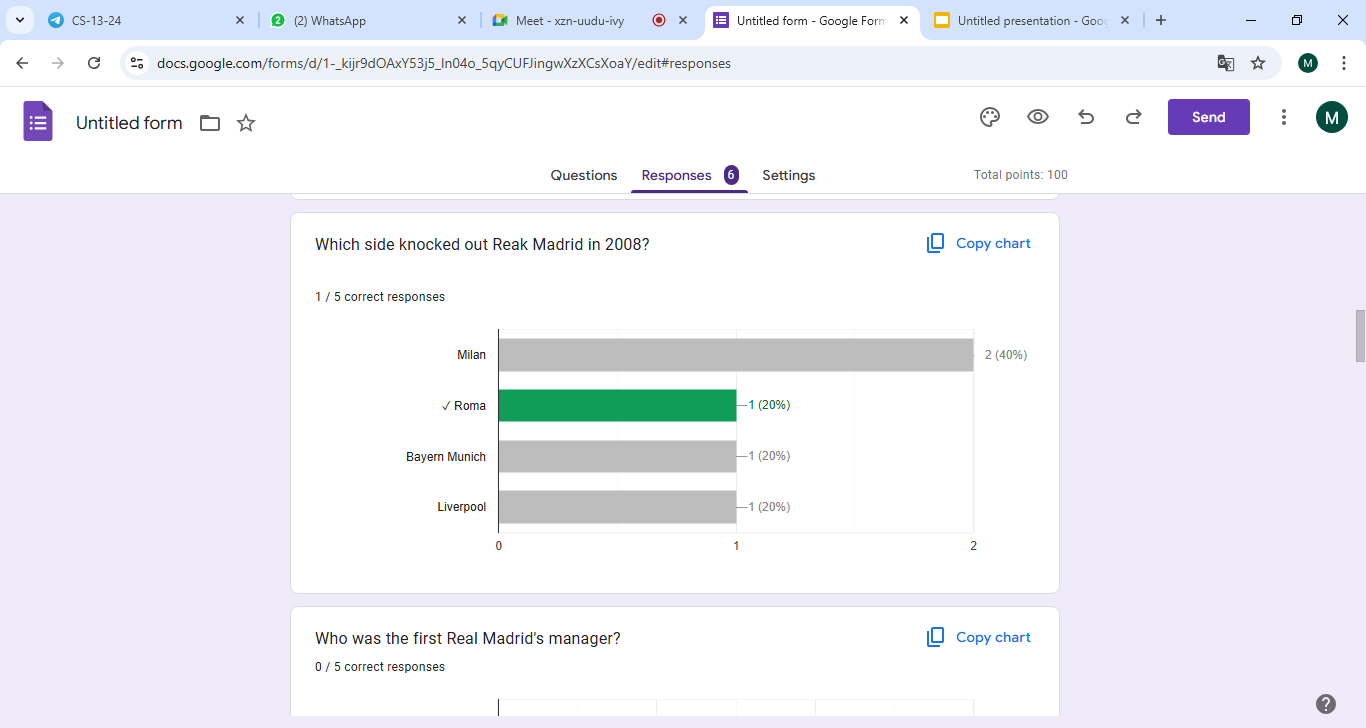 CS-13-24
2
(2) WhatsApp
Meet - xzn-uudu-ivy
Untitled form - Google Form
Untitled presentation - Goog
docs.google.com/forms/d/1-_kijr9dOAxY53j5_ln04o_5qyCUFJingwXzXCsXoaY/edit#responses
M
Untitled form
Send
M
Questions
Responses 6
Settings
Total points: 100
Which side knocked out Reak Madrid in 2008?
Copy chart
1 / 5 correct responses
Milan
2 (40%)
✓ Roma
1 (20%)
Bayern Munich
1 (20%)
Liverpool
1 (20%)
0
1
2
Who was the first Real Madrid's manager?
Copy chart
0 / 5 correct responses
?